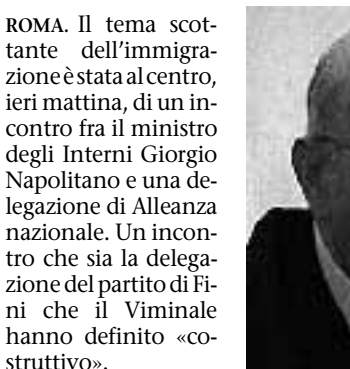 ROMA. Il tema scot-
tante dell'immigra-
zione è stata al centro,
ieri mattina, di un in-
contro fra il ministro
degli Interni Giorgio
Napolitano e una de-
legazione di Alleanza
nazionale. Un incon-
tro che sia la delega-
zione del partito di Fi-
ni che il Viminale
hanno definito «co-
struttivo».